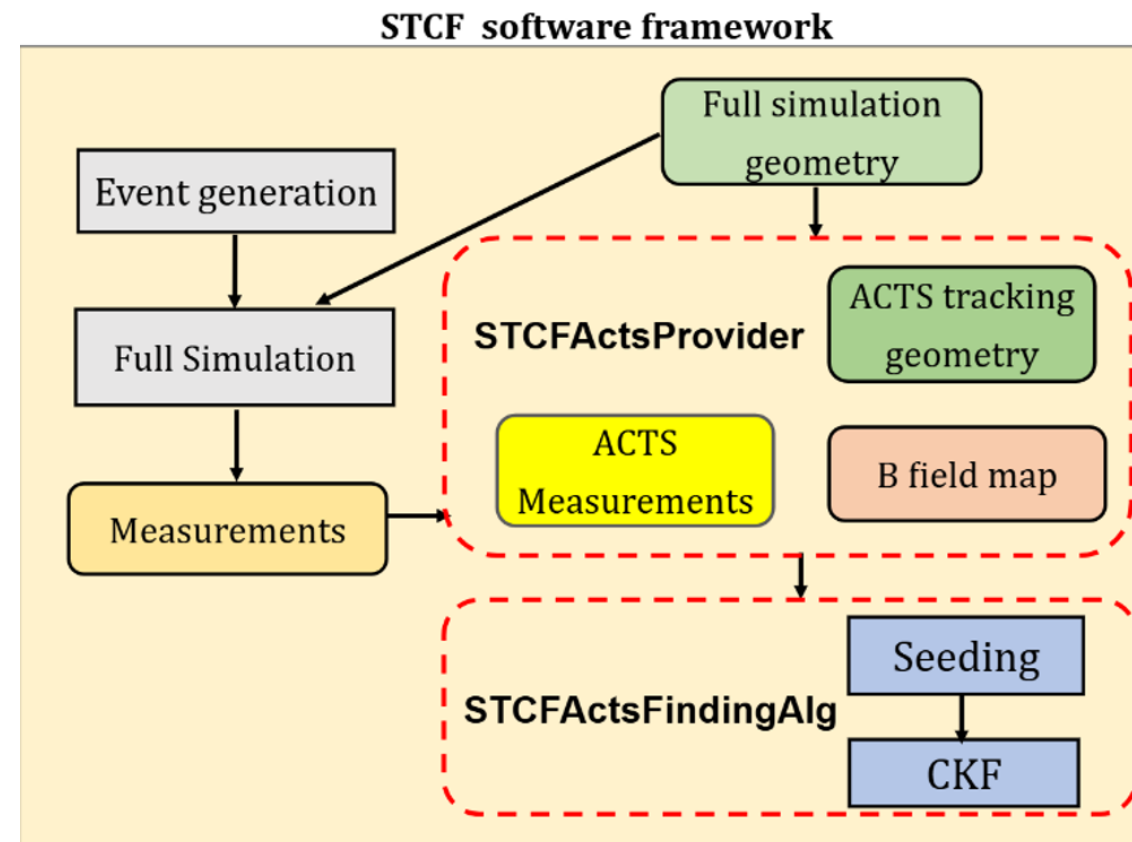 STCF software framework
Full simulation
geometry
Event generation
ACTS tracking
geometry
STCFActsProvider
Full Simulation
ACTS
Measurements
B field map
Measurements
Seeding
STCFActsFindingAlg
CKF